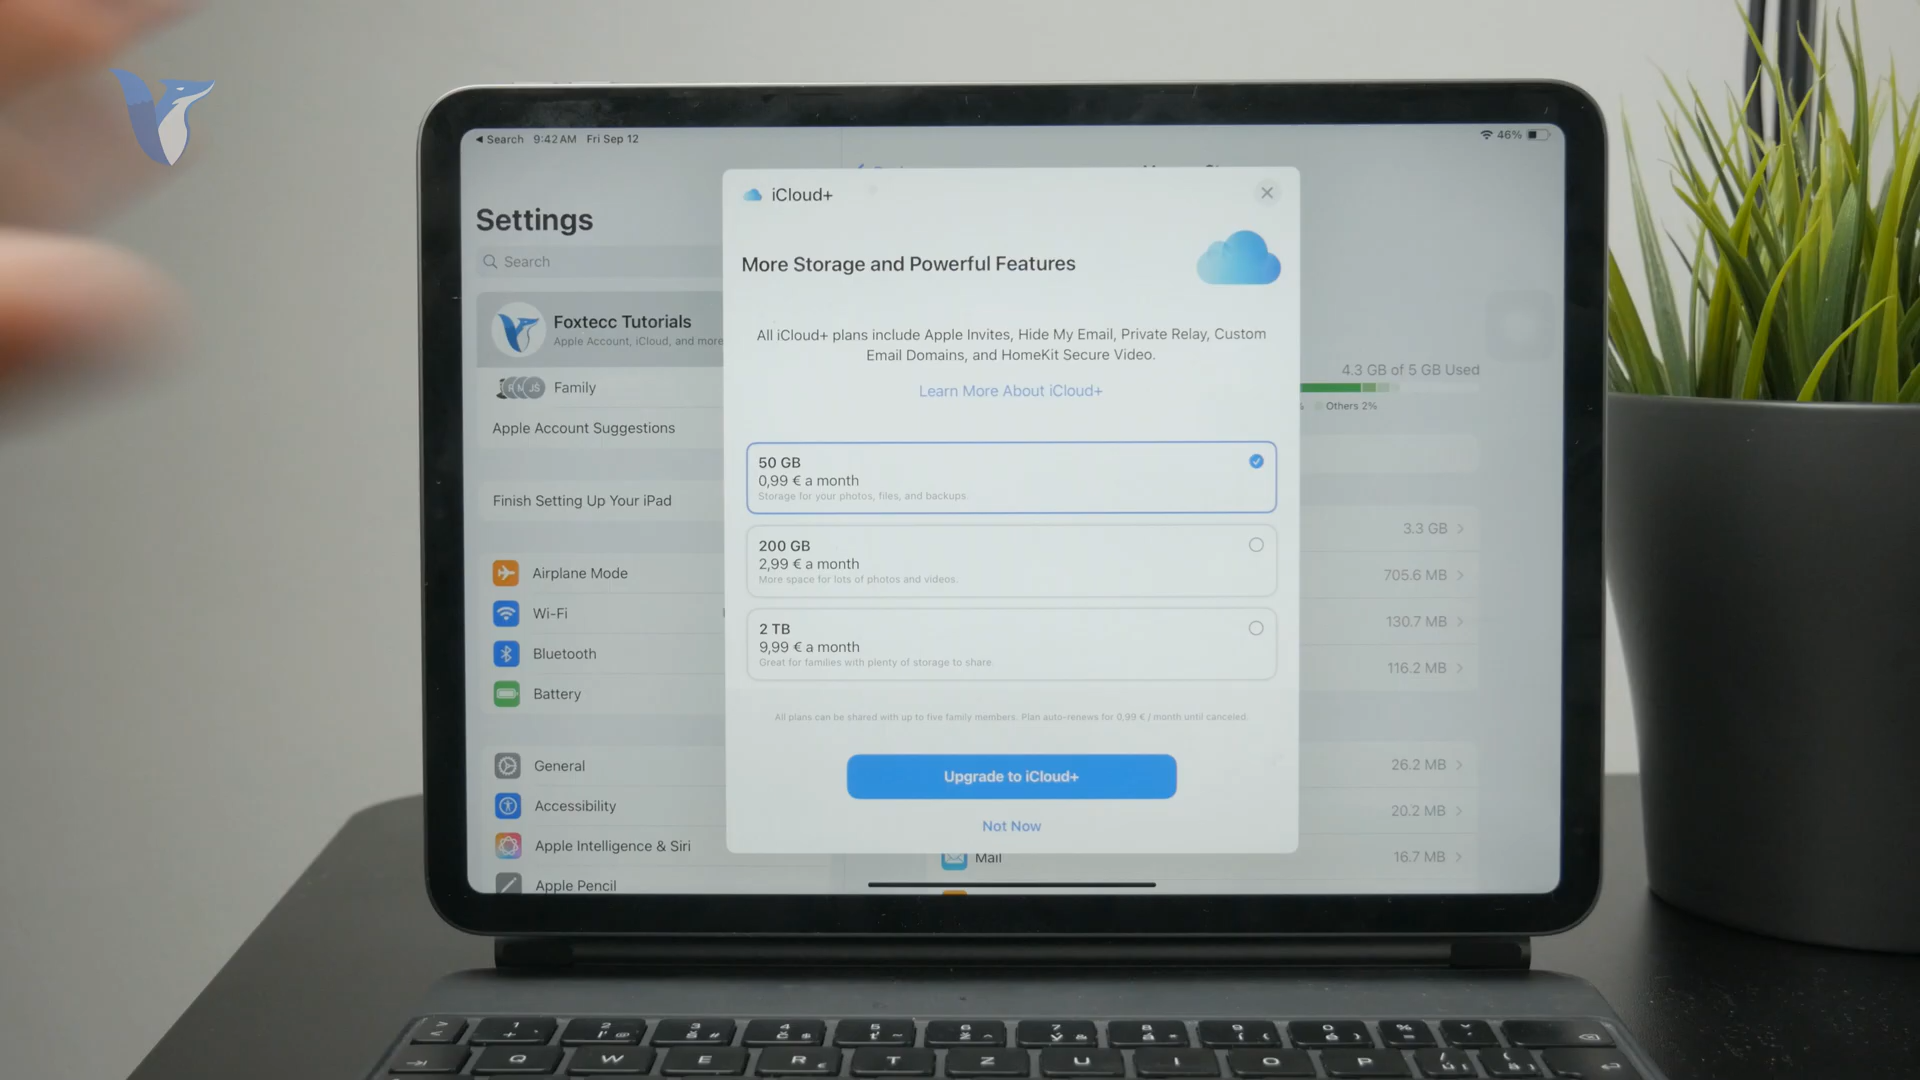 Search 9:42 AM Fri Sep 12
46%
Settings
Search
Foxtecc Tutorials
Apple Account, iCloud, and more
R N JŠ Family
Apple Account Suggestions
Finish Setting Up Your iPad
Airplane Mode
Wi-Fi
Bluetooth
Battery
General
Accessibility
Apple Intelligence & Siri
Apple Pencil
iCloud+
More Storage and Powerful Features
All iCloud+ plans include Apple Invites, Hide My Email, Private Relay, Custom
Email Domains, and HomeKit Secure Video.
Learn More About iCloud+
50 GB
0,99 € a month
Storage for your photos, files, and backups.
200 GB
2,99 € a month
More space for lots of photos and videos.
2 TB
9,99 € a month
Great for families with plenty of storage to share.
All plans can be shared with up to five family members. Plan auto-renews for 0,99 € / month until canceled.
Upgrade to iCloud+
Not Now
4.3 GB of 5 GB Used
Others 2%
3.3 GB
705.6 MB
130.7 MB
116.2 MB
26.2 MB
20.2 MB
Mail 16.7 MB
Q W E R T Z U I O P